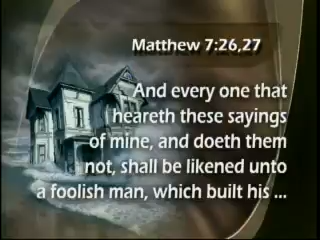 Matthew 7:26,27
And every one that
heareth these sayings
of mine, and doeth them
not, shall be likened unto
a foolish man, which built his ...